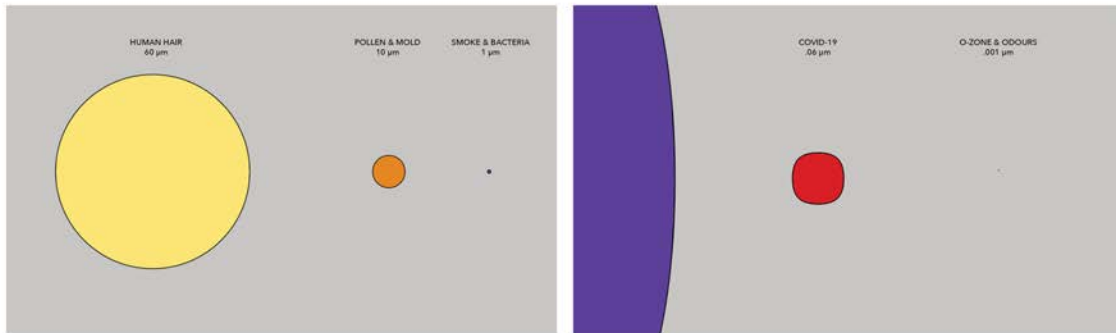 HUMAN HAIR
60 μm
POLLEN & MOLD
10 μm
SMOKE & BACTERIA
1 μm
COVID-19
.06 μm
O-ZONE & ODOURS
.001 μm